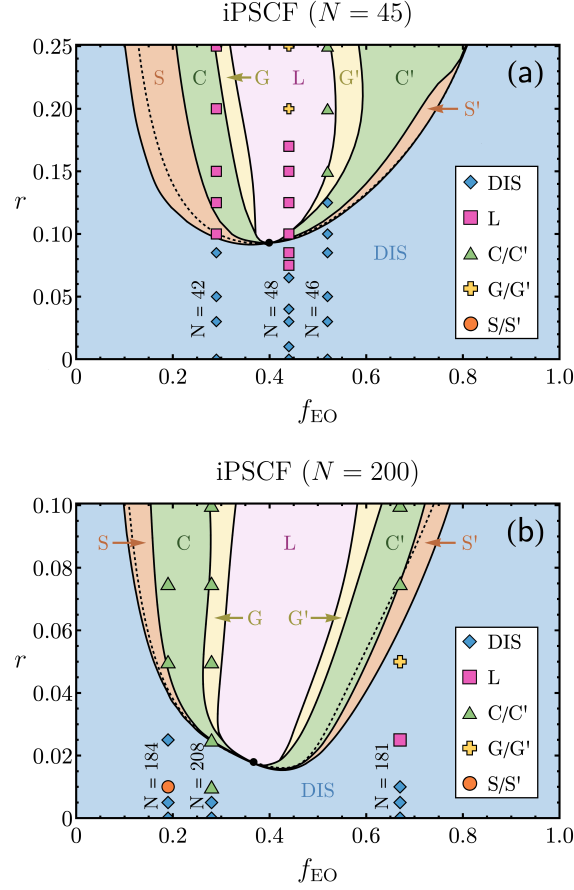 iPSCF (N = 45)
0.25
0.20
0.15
0.10
0.05
0
r
S
C
G
L
G'
C'
(a)
S'
DIS
DIS
L
C/C'
G/G'
S/S'
N = 42
N = 48
N = 46
0
0.2
0.4
0.6
0.8
1.0
f_EO
iPSCF (N = 200)
0.10
0.08
0.06
0.04
0.02
0
r
S
C
L
C'
S'
(b)
G
G'
DIS
DIS
L
C/C'
G/G'
S/S'
N = 184
N = 208
N = 181
0
0.2
0.4
0.6
0.8
1.0
f_EO